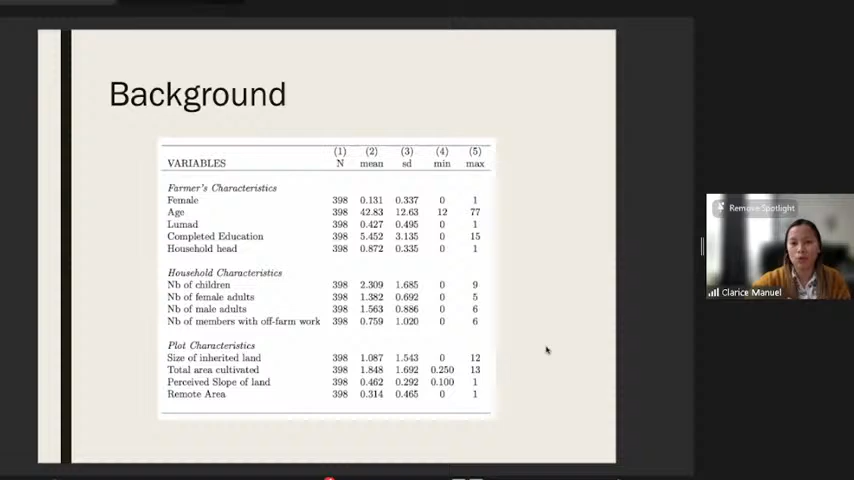 Background
(1) (2) (3) (4) (5)
VARIABLES N mean sd min max
Farmer's Characteristics
Female 398 0.131 0.337 0 1
Age 398 42.83 12.63 12 77
Lumad 398 0.427 0.495 0 1
Completed Education 398 5.452 3.135 0 15
Household head 398 0.872 0.335 0 1
Household Characteristics
Nb of children 398 2.309 1.685 0 9
Nb of female adults 398 1.382 0.692 0 5
Nb of male adults 398 1.563 0.886 0 6
Nb of members with off-farm work 398 0.759 1.020 0 6
Plot Characteristics
Size of inherited land 398 1.087 1.543 0 12
Total area cultivated 398 1.848 1.692 0.250 13
Perceived Slope of land 398 0.462 0.292 0.100 1
Remote Area 398 0.314 0.465 0 1
Remove Spotlight
Clarice Manuel